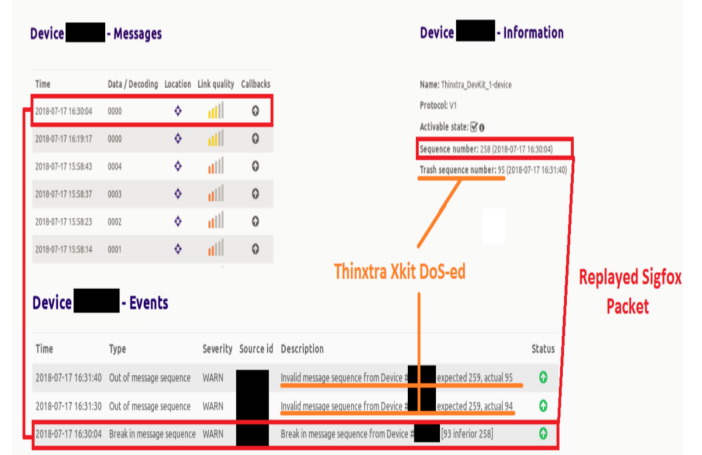 Device - Messages
Device - Information
Time Data / Decoding Location Link quality Callbacks
2018-07-17 16:30:04 0000
2018-07-17 16:19:17 0000
2018-07-17 15:58:43 0004
2018-07-17 15:58:37 0003
2018-07-17 15:58:23 0002
2018-07-17 15:58:14 0001
Name: Thinxtra_DevKit_1-device
Protocol: V1
Activable state:
Sequence number: 258 (2018-07-17 16:30:04)
Trash sequence number: 95 (2018-07-17 16:31:40)
Thinxtra Xkit DoS-ed
Replayed Sigfox
Packet
Device - Events
Time Type Severity Source id Description Status
2018-07-17 16:31:40 Out of message sequence WARN Invalid message sequence from Device # expected 259, actual 95
2018-07-17 16:31:30 Out of message sequence WARN Invalid message sequence from Device # expected 259, actual 94
2018-07-17 16:30:04 Break in message sequence WARN Break in message sequence from Device # [93 inferior 258]